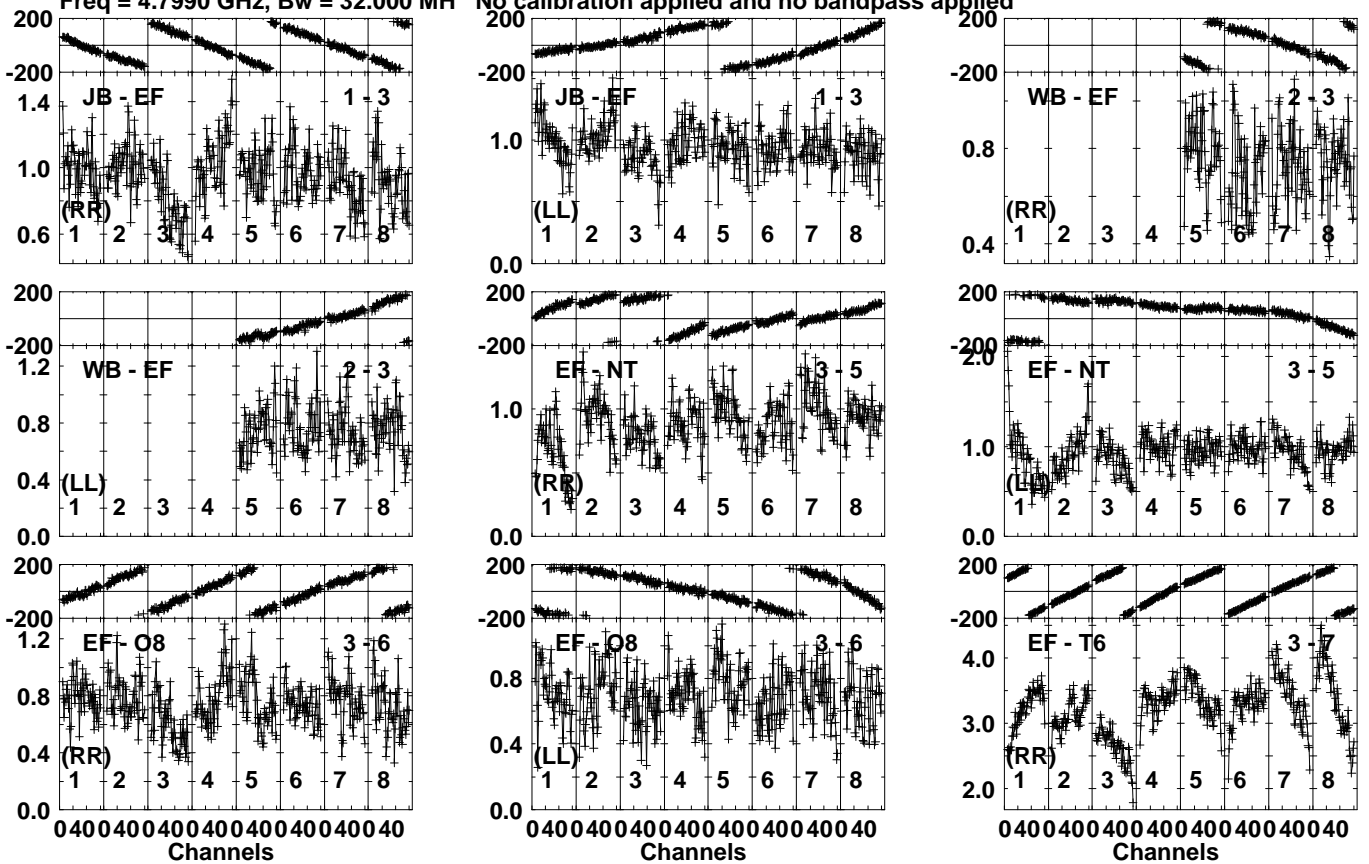 Freq = 4.7990 GHz, Bw = 32.000 MH No calibration applied and no bandpass applied
200
-200
JB - EF 1 - 3
1.4
1.0
0.6
(RR)
1 2 3 4 5 6 7 8
JB - EF 1 - 3
1.0
0.0
(LL)
1 2 3 4 5 6 7 8
200
-200
WB - EF 2 - 3
0.8
0.4
(RR)
1 2 3 4 5 6 7 8
200
-200
WB - EF 2 - 3
1.2
0.8
0.4
0.0
(LL)
1 2 3 4 5 6 7 8
200
-200
EF - NT 3 - 5
1.0
0.0
(RR)
1 2 3 4 5 6 7 8
200
-200
EF - NT 3 - 5
2.0
1.0
0.0
(LL)
1 2 3 4 5 6 7 8
200
-200
EF - O8 3 - 6
1.2
0.8
0.4
0.0
(RR)
1 2 3 4 5 6 7 8
0 40 0 40 0 40 0 40 0 40 0 40 0 40 0 40
Channels
200
-200
EF - O8 3 - 6
0.8
0.4
0.0
(LL)
1 2 3 4 5 6 7 8
0 40 0 40 0 40 0 40 0 40 0 40 0 40 0 40
Channels
200
-200
EF - T6 3 - 7
4.0
3.0
2.0
(RR)
1 2 3 4 5 6 7 8
0 40 0 40 0 40 0 40 0 40 0 40 0 40 0 40
Channels